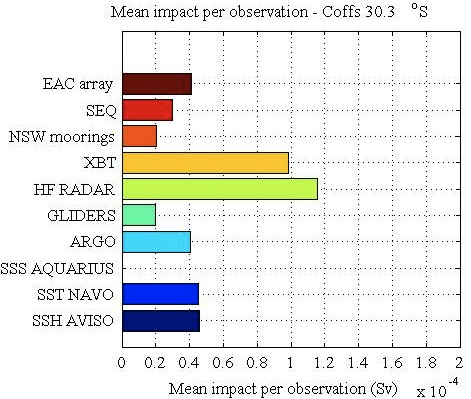 Mean impact per observation - Coffs 30.3 °S
EAC array
SEQ
NSW moorings
XBT
HF RADAR
GLIDERS
ARGO
SSS AQUARIUS
SST NAVO
SSH AVISO
0 0.2 0.4 0.6 0.8 1 1.2 1.4 1.6 1.8 2
Mean impact per observation (Sv) x 10⁻⁴